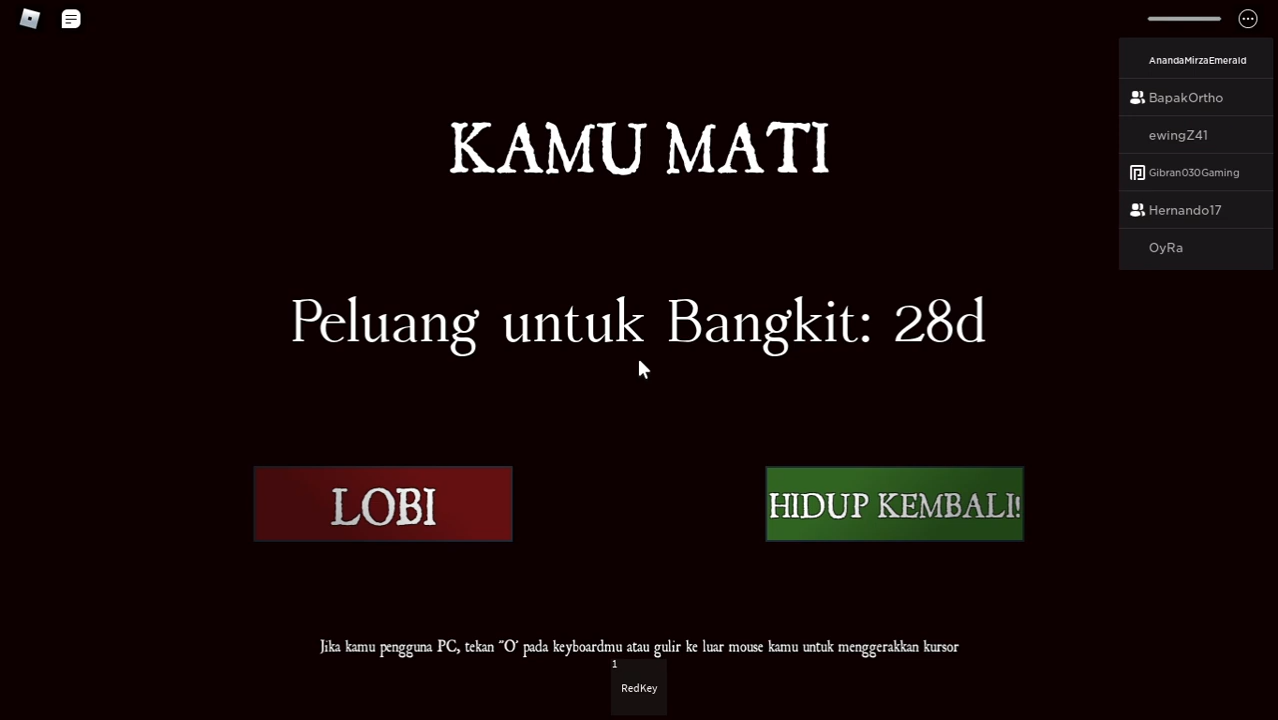 AnandaMirzaEmerald
BapakOrtho
ewingZ41
Gibran030Gaming
Hernando17
OyRa
KAMU MATI
Peluang untuk Bangkit: 28d
LOBI
HIDUP KEMBALI!
Jika kamu pengguna PC, tekan "O" pada keyboardmu atau gulir ke luar mouse kamu untuk menggerakkan kursor
1
RedKey